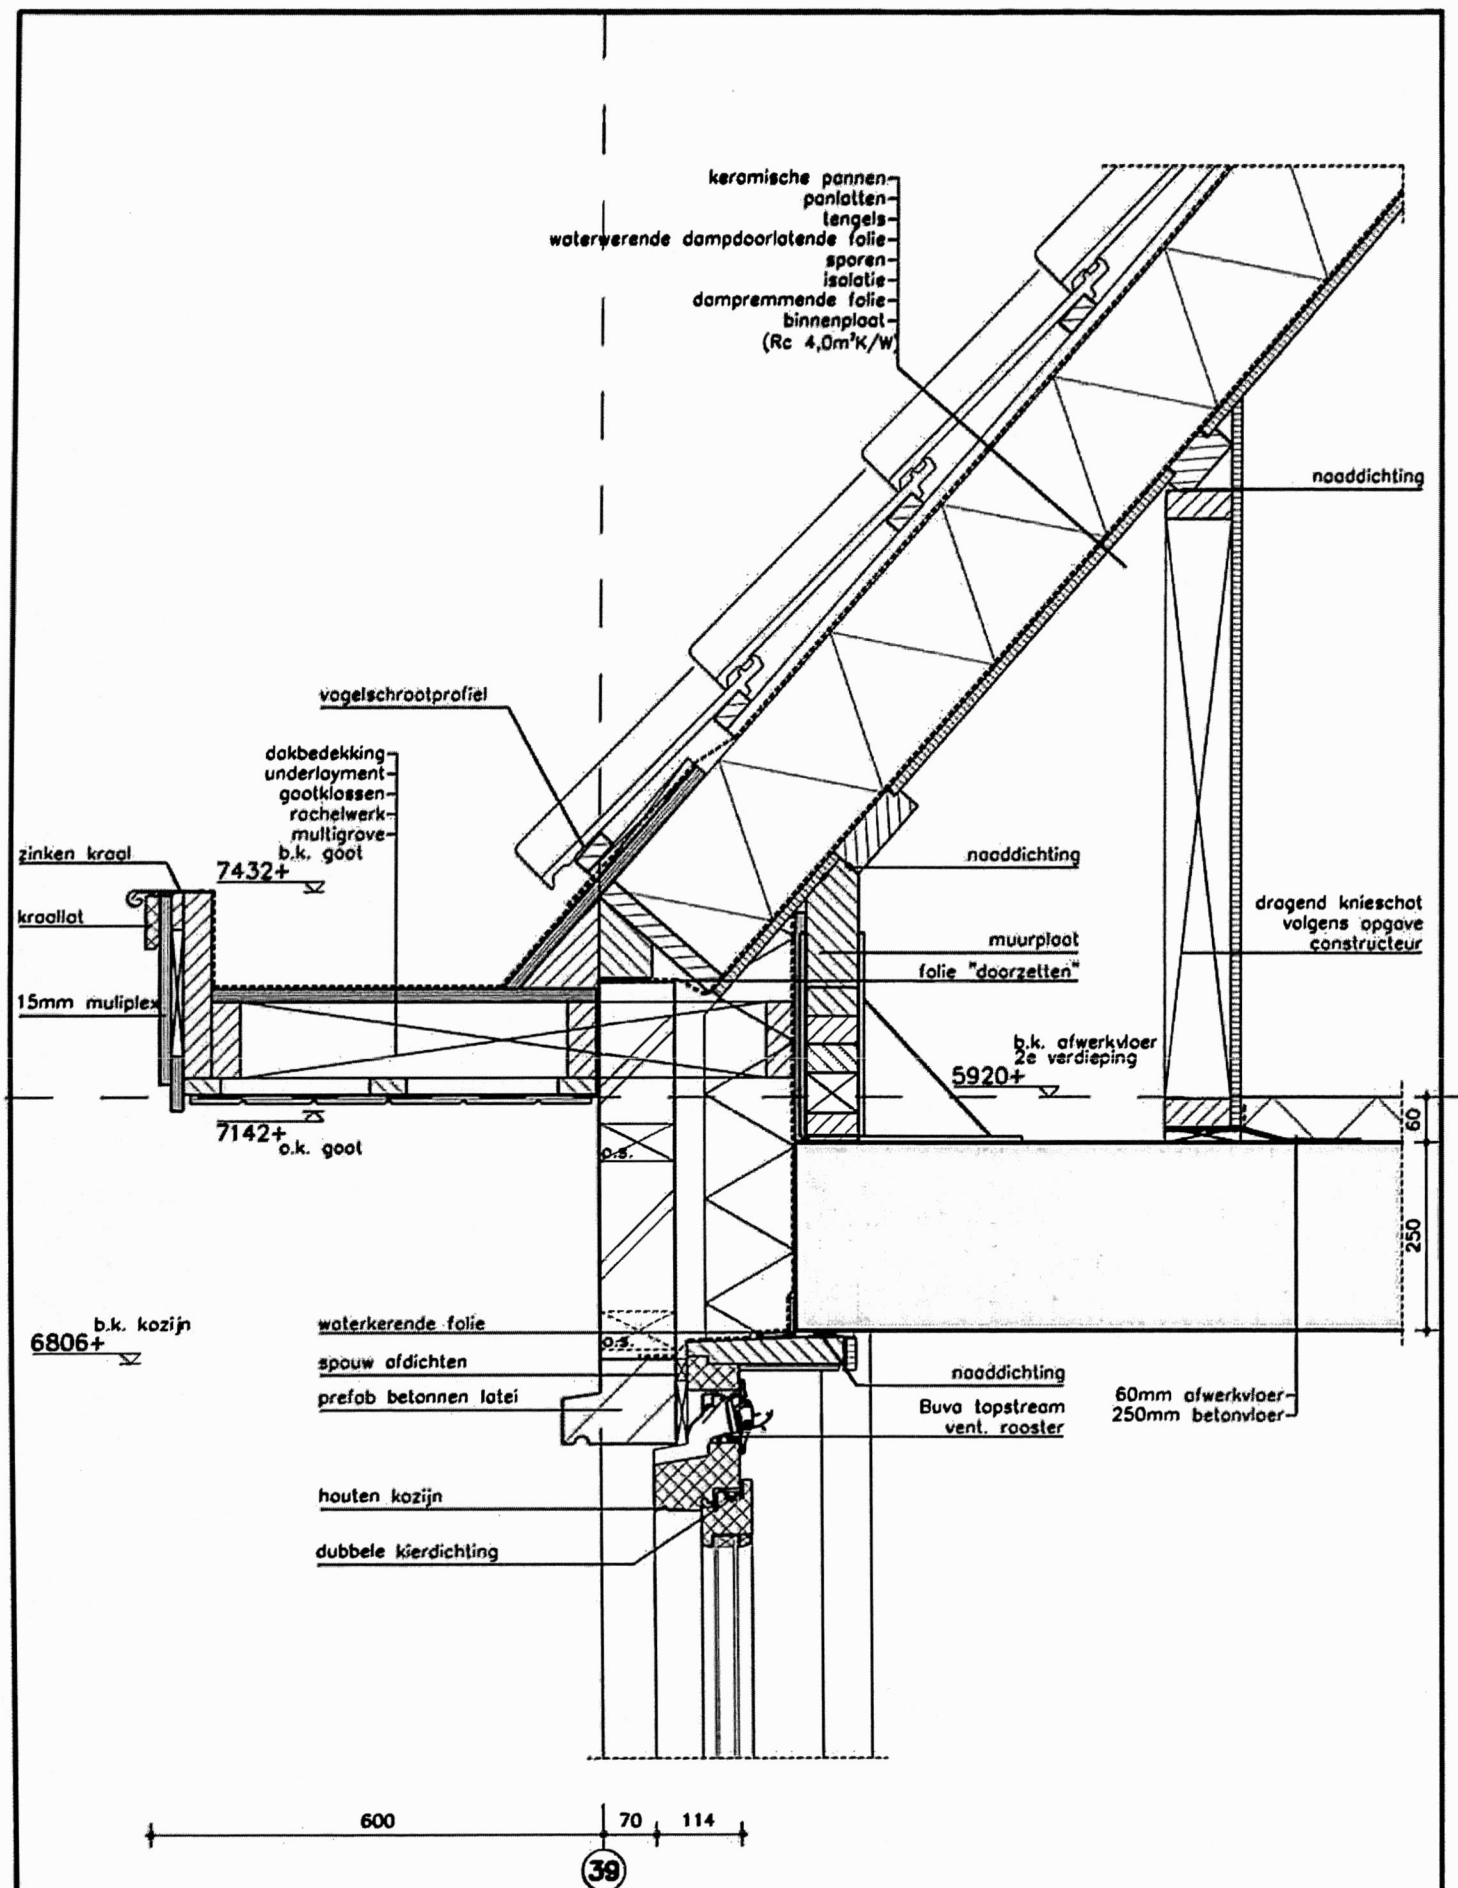 keramische pannen
panlatten
tengels
waterwerende dampdoorlatende folie
sporen
isolatie
dampremmende folie
binnenplaat
(Rc 4,0m²K/W)
naaddichting
vogelschrootprofiel
dakbedekking
underlayment
gootklossen
rachelwerk
multigrove
b.k. goot
7432+
zinken kraal
kraallat
15mm muliplex
7142+
o.k. goot
naaddichting
muurplaat
folie "doorzetten"
dragend knieschot
volgens opgave
constructeur
b.k. afwerkvloer
2e verdieping
5920+
60
o.s.
250
b.k. kozijn
6806+
waterkerende folie
o.s.
spouw afdichten
prefab betonnen latei
naaddichting
Buva topstream
vent. rooster
60mm afwerkvloer
250mm betonvloer
houten kozijn
dubbele kierdichting
600
70
114
39